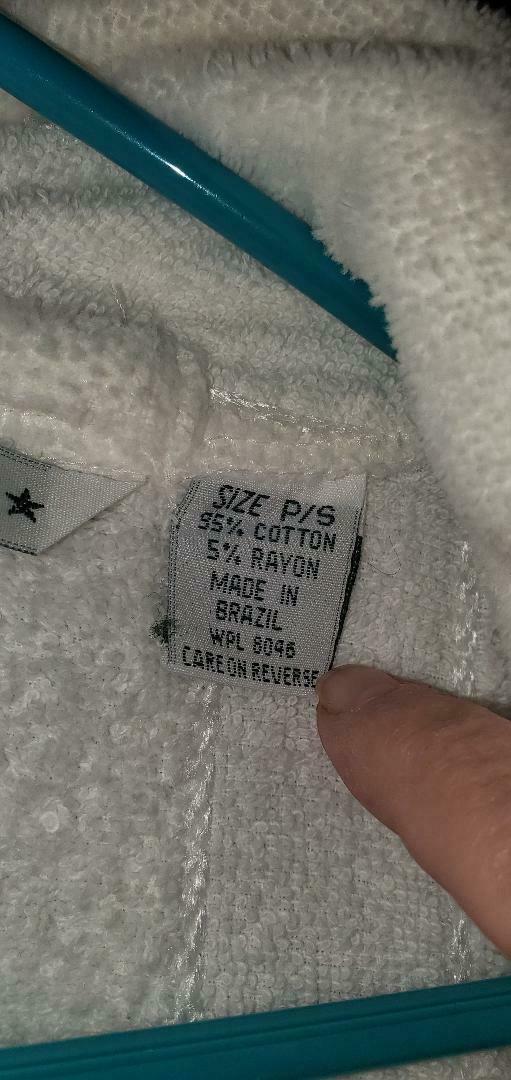 SIZE P/S
95% COTTON
5% RAYON
MADE IN
BRAZIL
WPL 8046
CARE ON REVERSE